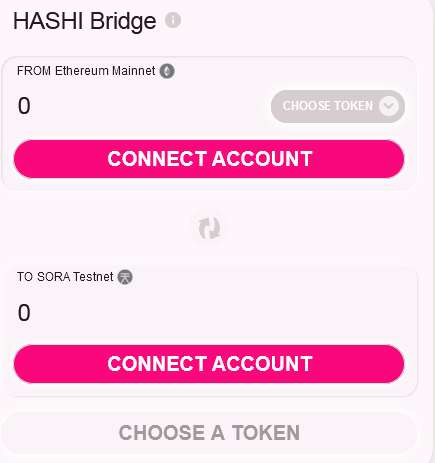 HASHI Bridge
FROM Ethereum Mainnet
0
CHOOSE TOKEN
CONNECT ACCOUNT
TO SORA Testnet
0
CONNECT ACCOUNT
CHOOSE A TOKEN